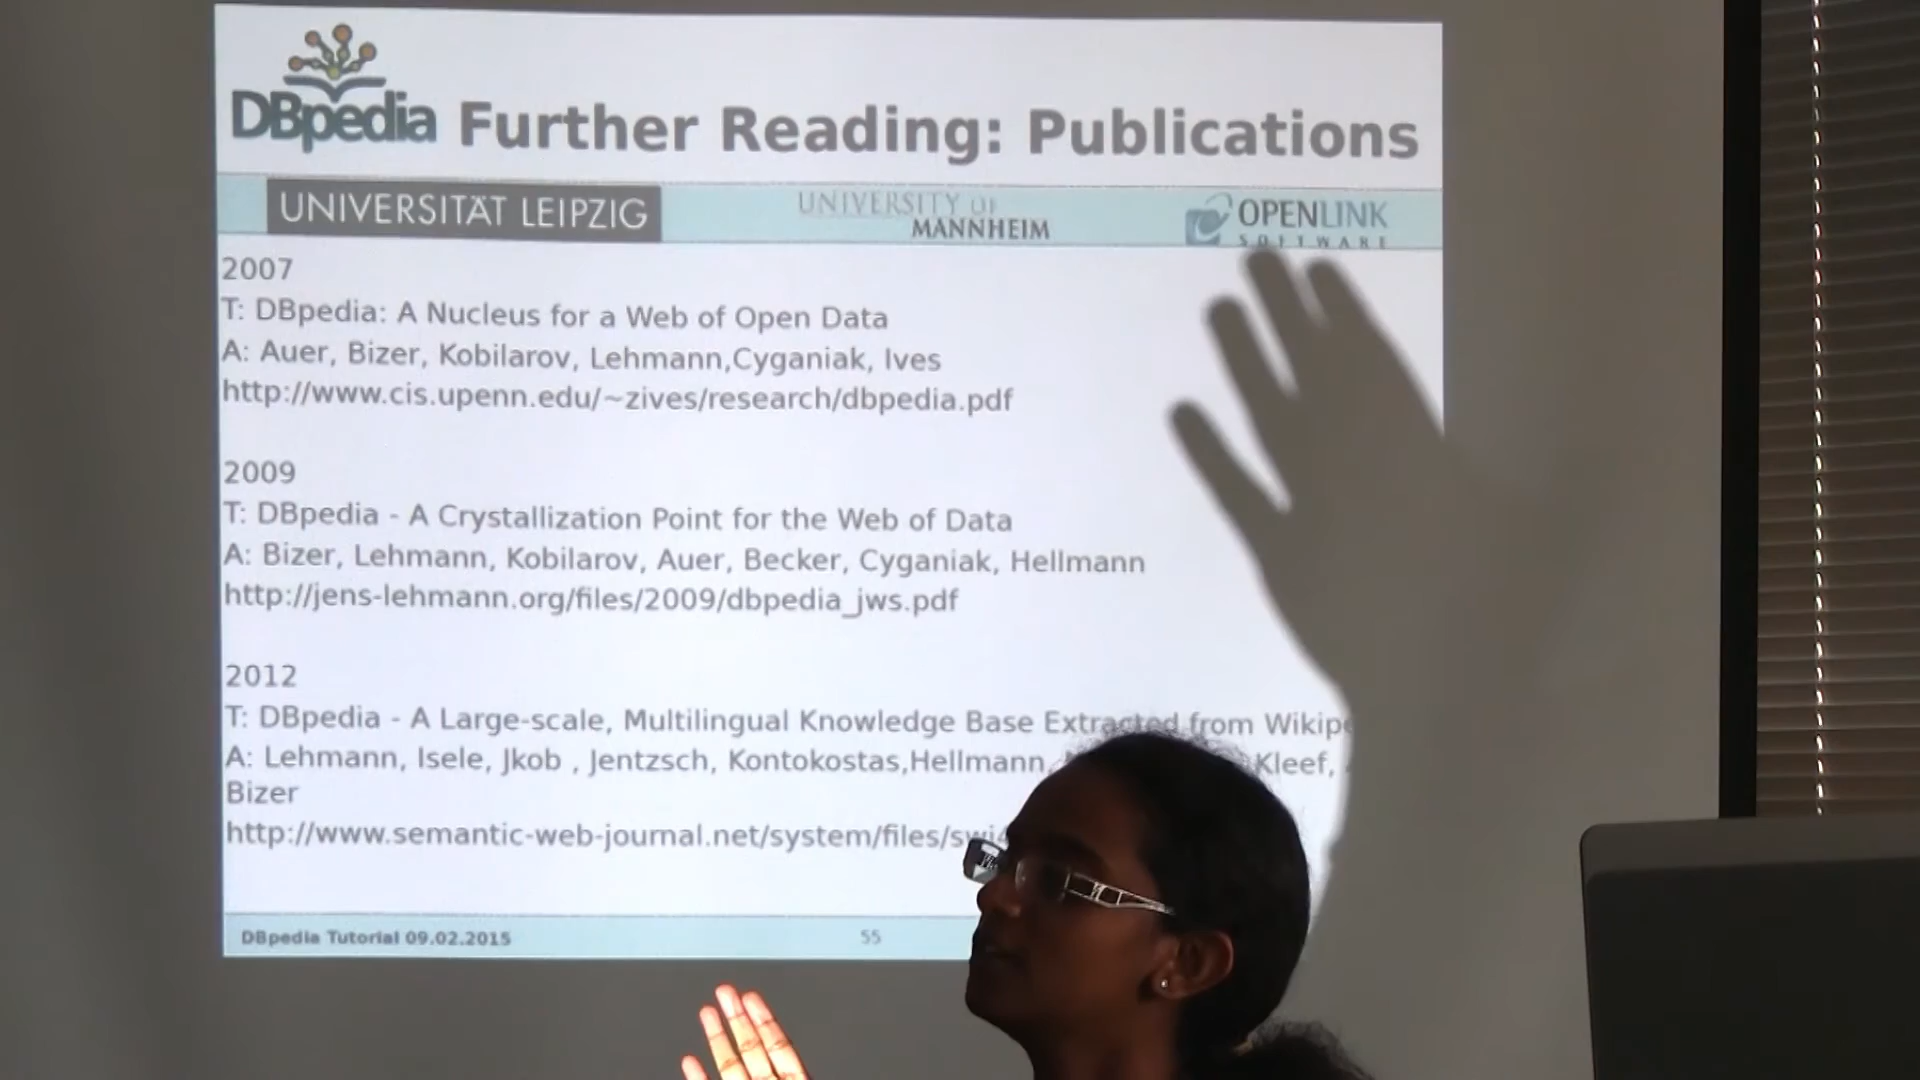 DBpedia Further Reading: Publications
UNIVERSITÄT LEIPZIG
UNIVERSITY OF
MANNHEIM
OPENLINK
SOFTWARE
2007
T: DBpedia: A Nucleus for a Web of Open Data
A: Auer, Bizer, Kobilarov, Lehmann,Cyganiak, Ives
http://www.cis.upenn.edu/~zives/research/dbpedia.pdf
2009
T: DBpedia - A Crystallization Point for the Web of Data
A: Bizer, Lehmann, Kobilarov, Auer, Becker, Cyganiak, Hellmann
http://jens-lehmann.org/files/2009/dbpedia_jws.pdf
2012
T: DBpedia - A Large-scale, Multilingual Knowledge Base Extracted from
A: Lehmann, Isele, Jkob , Jentzsch, Kontokostas,Hellmann, Kleef,
Bizer
http://www.semantic-web-journal.net/system/files/
DBpedia Tutorial 09.02.2015
55